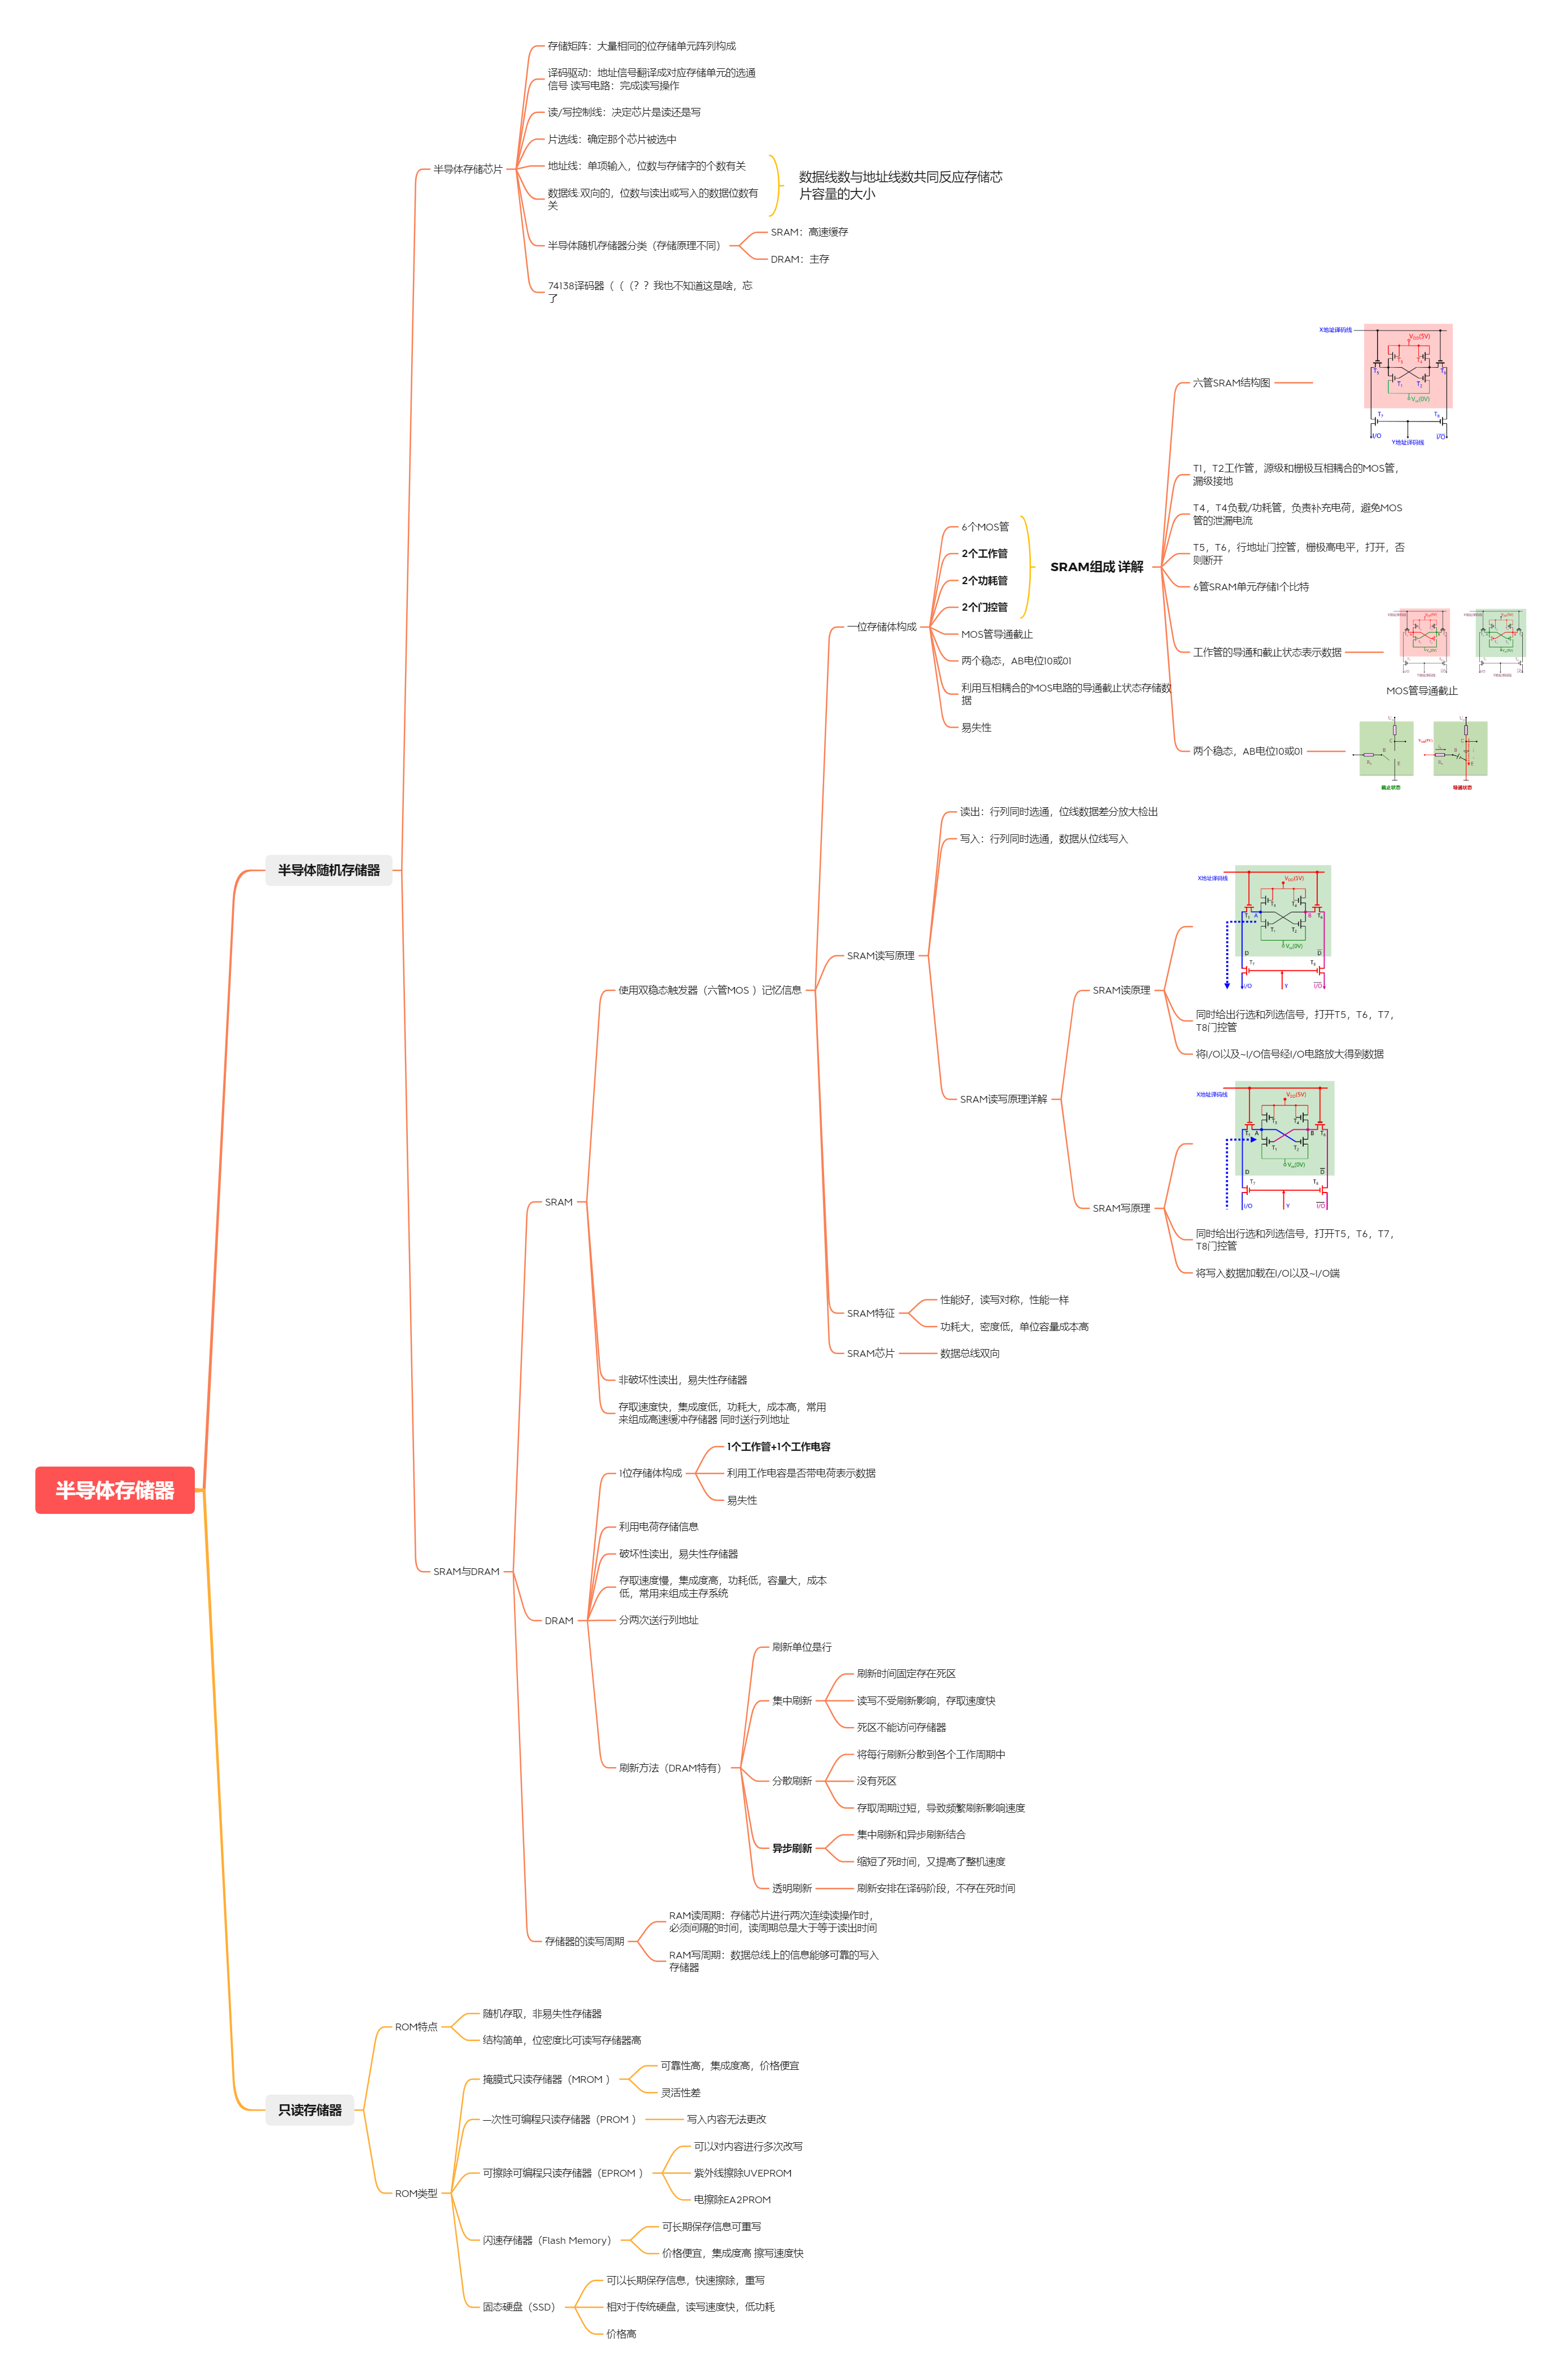 半导体存储器
半导体随机存储器
半导体存储芯片
存储矩阵：大量相同的位存储单元阵列构成
译码驱动：地址信号翻译成对应存储单元的选通
信号 读写电路：完成读写操作
读/写控制线：决定芯片是读还是写
片选线：确定那个芯片被选中
地址线：单项输入，位数与存储字的个数有关
数据线:双向的，位数与读出或写入的数据位数有
关
数据线数与地址线数共同反应存储芯
片容量的大小
半导体随机存储器分类（存储原理不同）
SRAM：高速缓存
DRAM：主存
74138译码器（（（？？我也不知道这是啥，忘
了
SRAM与DRAM
SRAM
使用双稳态触发器（六管MOS ）记忆信息
一位存储体构成
6个MOS管
2个工作管
2个功耗管
2个门控管
MOS管导通截止
两个稳态，AB电位10或01
利用互相耦合的MOS电路的导通截止状态存储数
据
易失性
SRAM组成 详解
六管SRAM结构图
X地址译码线
VDD(5V)
T3
T4
T5
T6
T1
T2
Vss(0V)
T7
T8
I/O
I/O
Y地址译码线
T1，T2工作管，源级和栅极互相耦合的MOS管，
漏级接地
T4，T4负载/功耗管，负责补充电荷，避免MOS
管的泄漏电流
T5，T6，行地址门控管，栅极高电平，打开，否
则断开
6管SRAM单元存储1个比特
工作管的导通和截止状态表示数据
MOS管导通截止
两个稳态，AB电位10或01
截止状态
导通状态
SRAM读写原理
读出：行列同时选通，位线数据差分放大检出
写入：行列同时选通，数据从位线写入
SRAM读写原理详解
SRAM读原理
X地址译码线
VDD(5V)
T3
T4
T5
A
B
T6
T1
T2
Vss(0V)
D
D
T7
T8
I/O
Y
I/O
同时给出行选和列选信号，打开T5，T6，T7，
T8门控管
将I/O以及~I/O信号经I/O电路放大得到数据
SRAM写原理
X地址译码线
VDD(5V)
T3
T4
T5
A
B
T6
T1
T2
Vss(0V)
D
D
T7
T8
I/O
Y
I/O
同时给出行选和列选信号，打开T5，T6，T7，
T8门控管
将写入数据加载在I/O以及~I/O端
SRAM特征
性能好，读写对称，性能一样
功耗大，密度低，单位容量成本高
SRAM芯片
数据总线双向
非破坏性读出，易失性存储器
存取速度快，集成度低，功耗大，成本高，常用
来组成高速缓冲存储器 同时送行列地址
DRAM
1位存储体构成
1个工作管+1个工作电容
利用工作电容是否带电荷表示数据
易失性
利用电荷存储信息
破坏性读出，易失性存储器
存取速度慢，集成度高，功耗低，容量大，成本
低，常用来组成主存系统
分两次送行列地址
刷新方法（DRAM特有）
刷新单位是行
集中刷新
刷新时间固定存在死区
读写不受刷新影响，存取速度快
死区不能访问存储器
分散刷新
将每行刷新分散到各个工作周期中
没有死区
存取周期过短，导致频繁刷新影响速度
异步刷新
集中刷新和异步刷新结合
缩短了死时间，又提高了整机速度
透明刷新
刷新安排在译码阶段，不存在死时间
存储器的读写周期
RAM读周期：存储芯片进行两次连续读操作时，
必须间隔的时间，读周期总是大于等于读出时间
RAM写周期：数据总线上的信息能够可靠的写入
存储器
只读存储器
ROM特点
随机存取，非易失性存储器
结构简单，位密度比可读写存储器高
ROM类型
掩膜式只读存储器（MROM ）
可靠性高，集成度高，价格便宜
灵活性差
—次性可编程只读存储器（PROM ）
写入内容无法更改
可擦除可编程只读存储器（EPROM ）
可以对内容进行多次改写
紫外线擦除UVEPROM
电擦除EA2PROM
闪速存储器（Flash Memory）
可长期保存信息可重写
价格便宜，集成度高 擦写速度快
固态硬盘（SSD）
可以长期保存信息，快速擦除，重写
相对于传统硬盘，读写速度快，低功耗
价格高